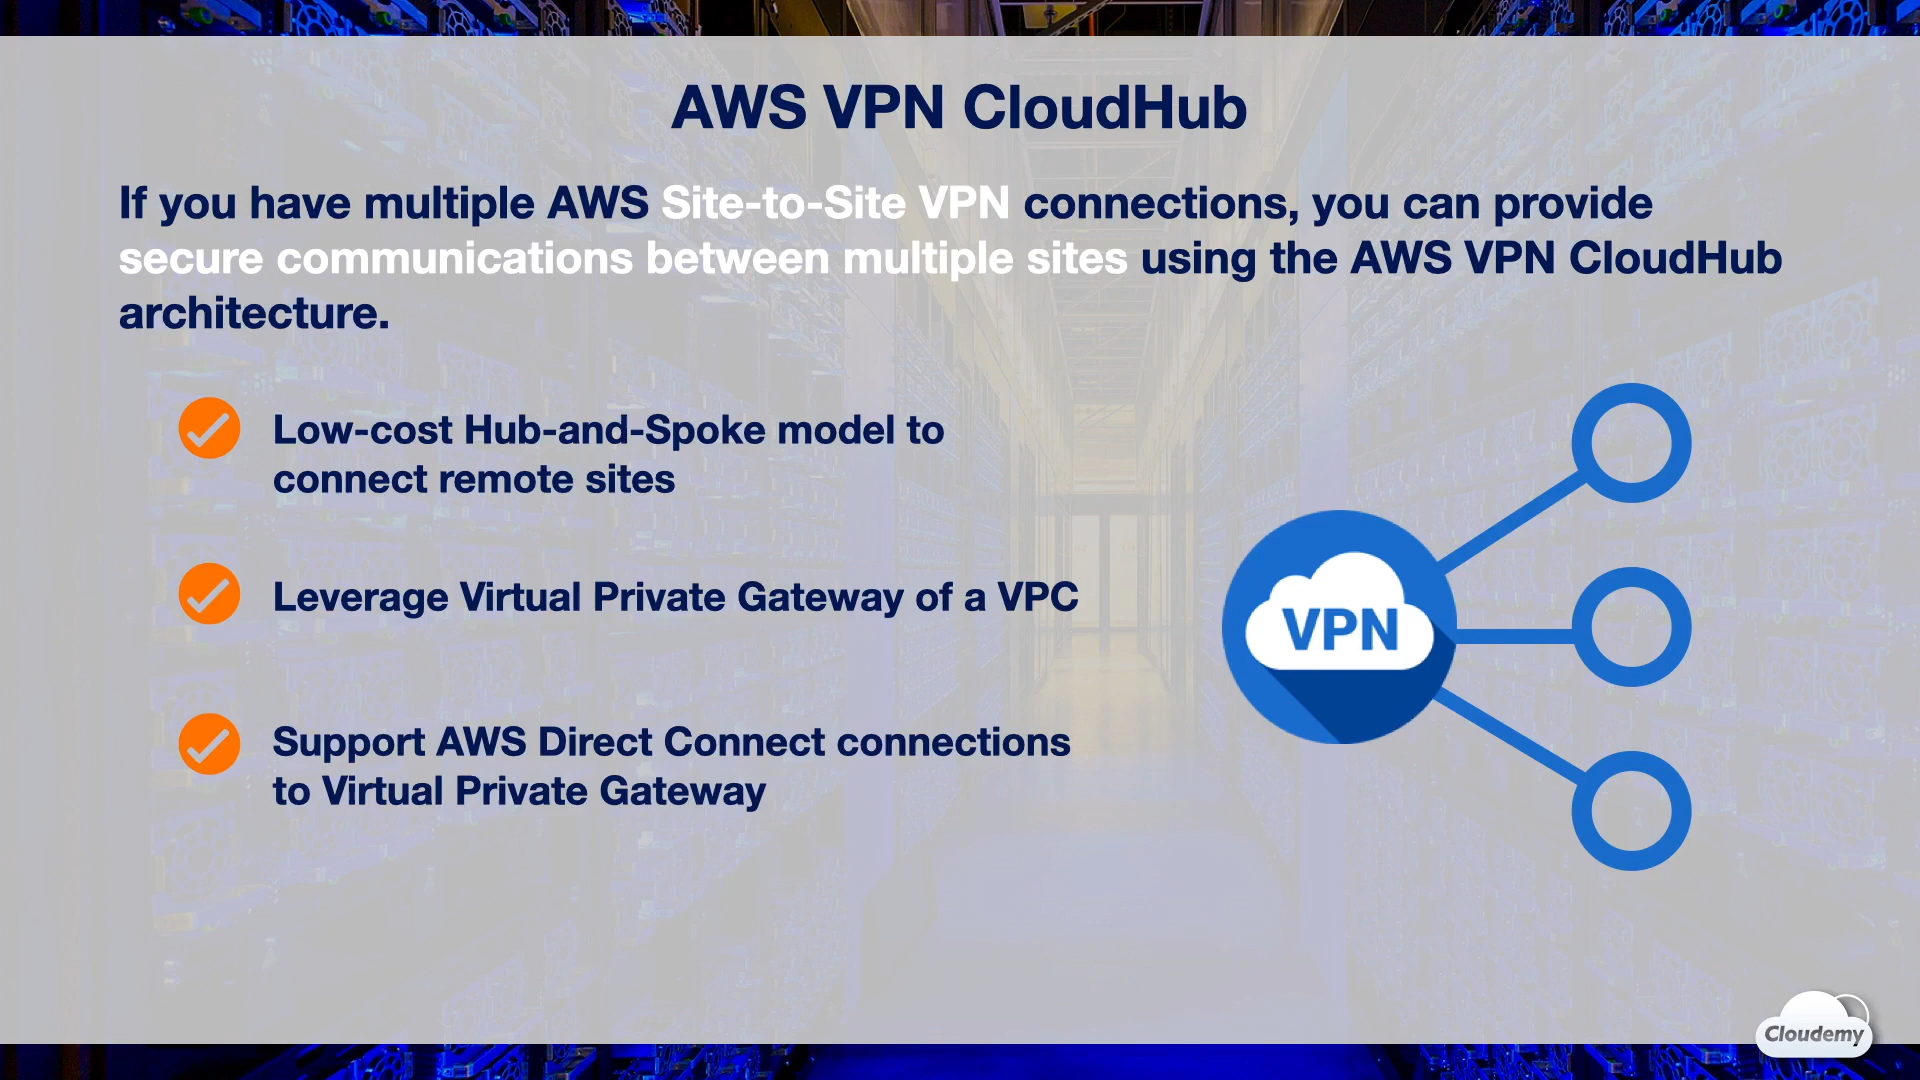 AWS VPN CloudHub
If you have multiple AWS Site-to-Site VPN connections, you can provide
secure communications between multiple sites using the AWS VPN CloudHub
architecture.
Low-cost Hub-and-Spoke model to
connect remote sites
Leverage Virtual Private Gateway of a VPC
Support AWS Direct Connect connections
to Virtual Private Gateway
VPN
Cloudemy